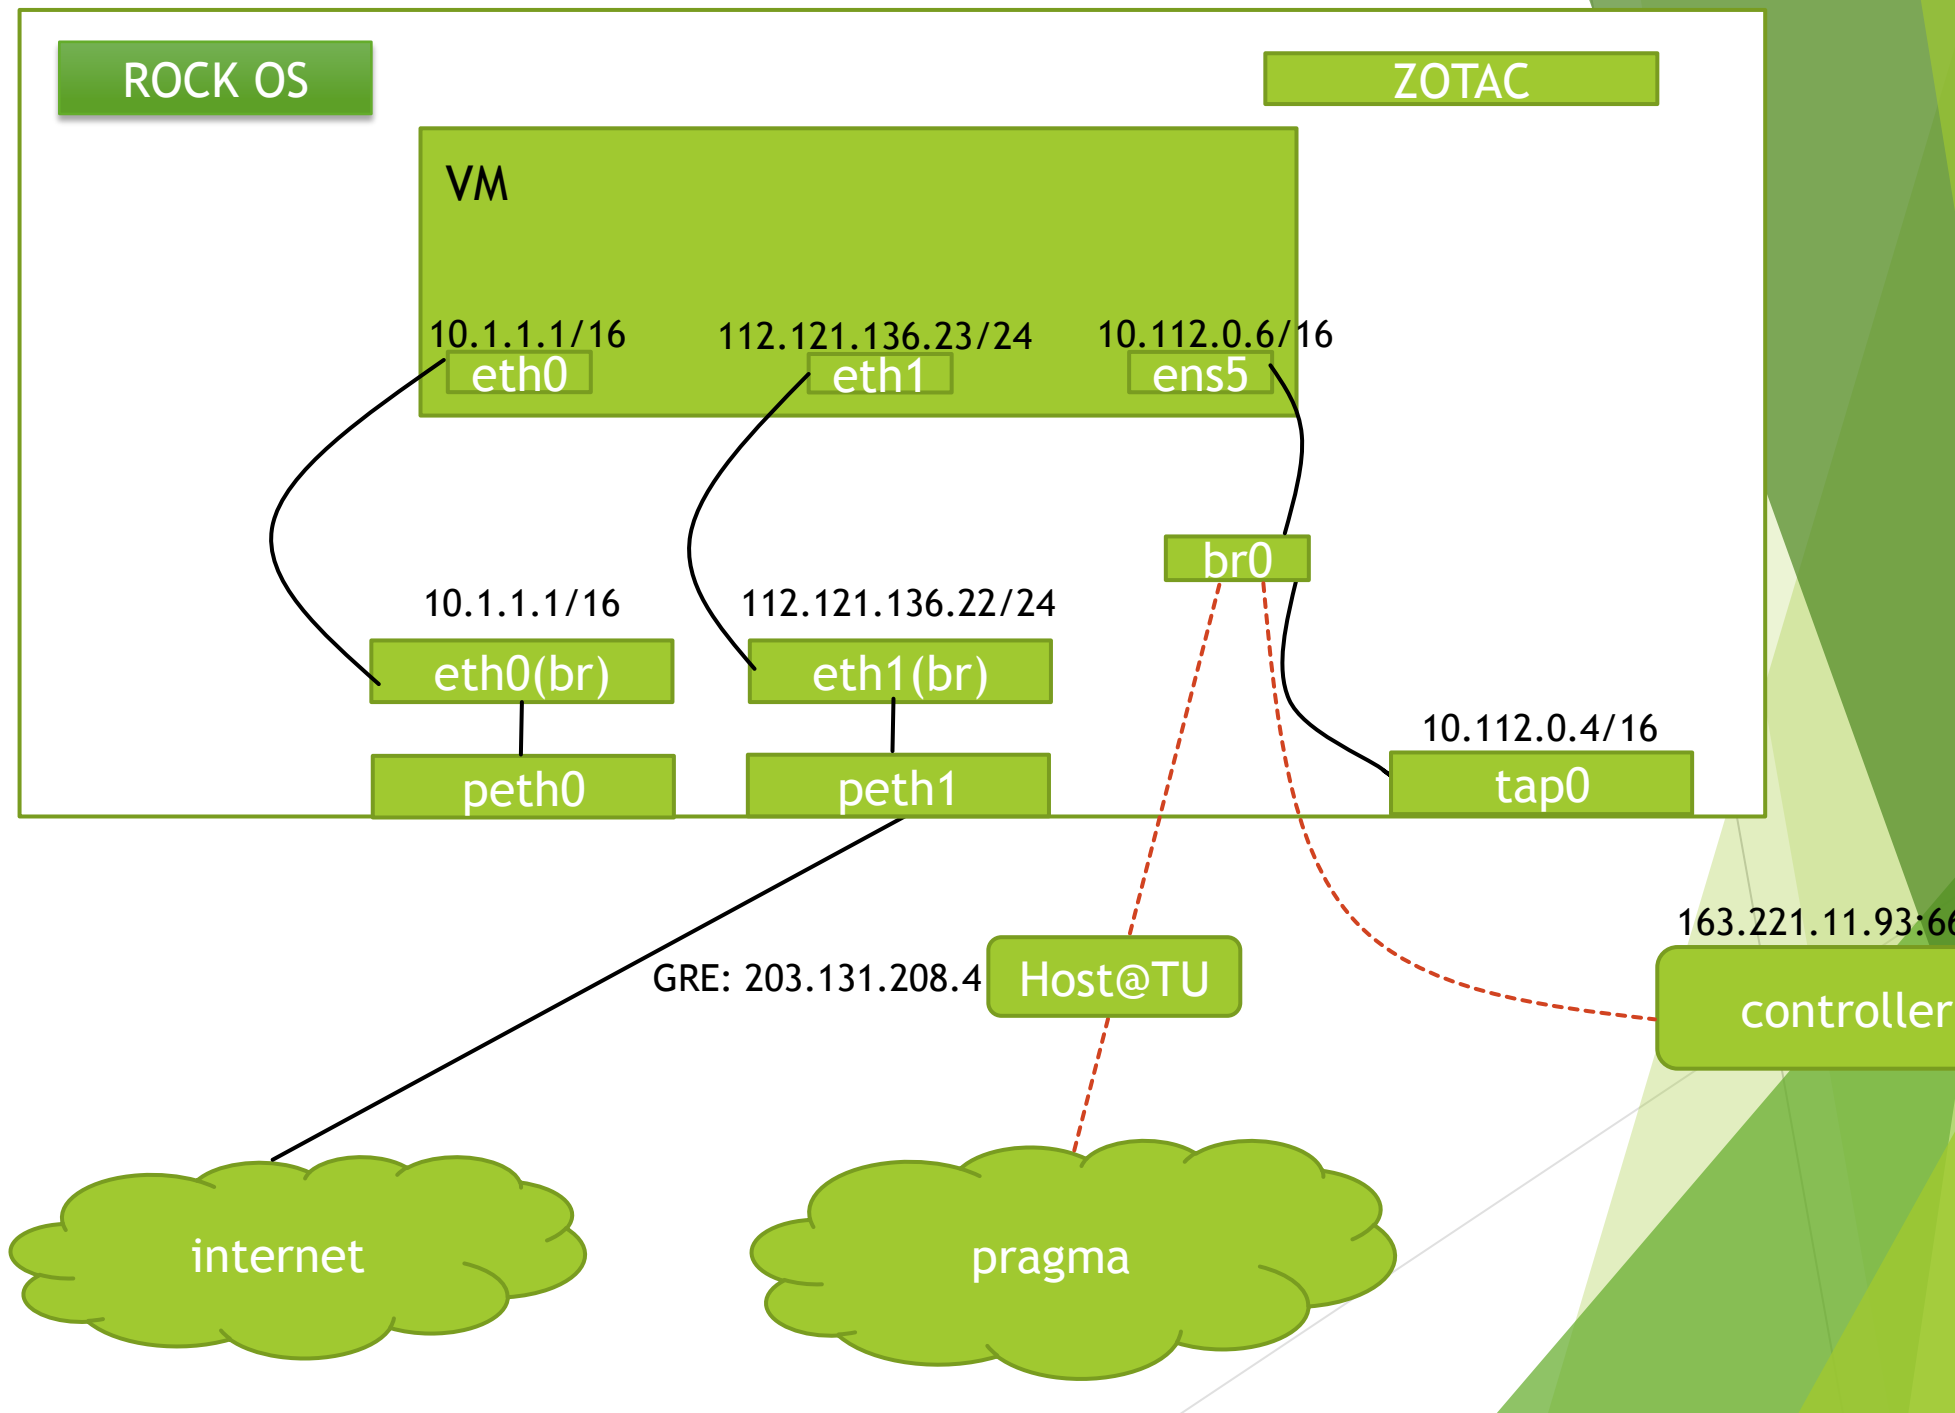 ROCK OS
ZOTAC
VM
10.1.1.1/16
112.121.136.23/24
10.112.0.6/16
eth0
eth1
ens5
br0
10.1.1.1/16
112.121.136.22/24
eth0(br)
eth1(br)
10.112.0.4/16
peth0
peth1
tap0
163.221.11.93:66
GRE: 203.131.208.4
Host@TU
controller
internet
pragma